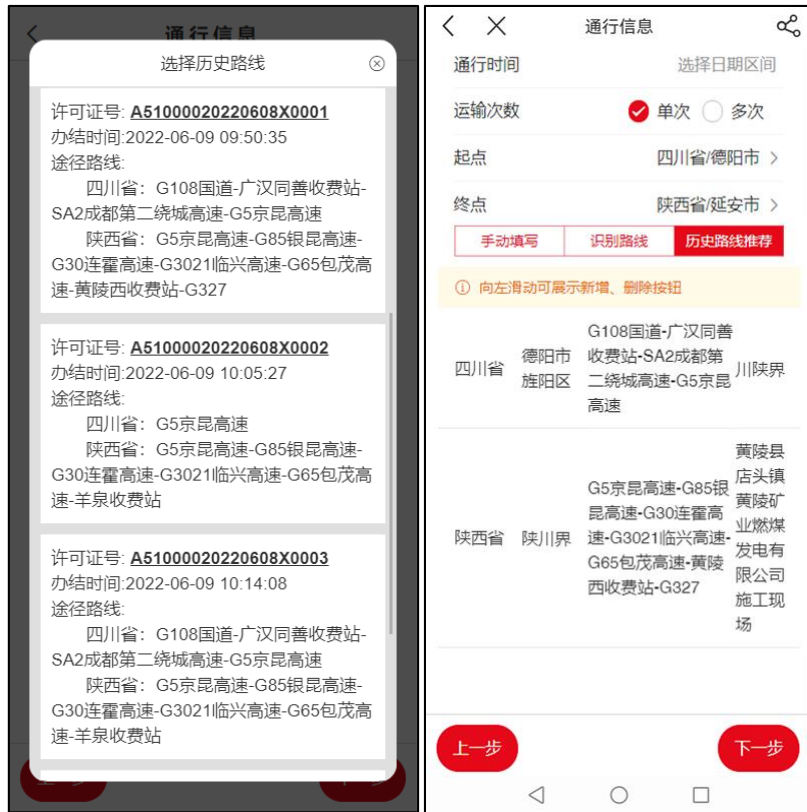 通行信息
选择历史路线
许可证号: A51000020220608X0001
办结时间:2022-06-09 09:50:35
途径路线:
四川省：G108国道-广汉同善收费站-
SA2成都第二绕城高速-G5京昆高速
陕西省：G5京昆高速-G85银昆高速-
G30连霍高速-G3021临兴高速-G65包茂高
速-黄陵西收费站-G327
许可证号: A51000020220608X0002
办结时间:2022-06-09 10:05:27
途径路线:
四川省：G5京昆高速
陕西省：G5京昆高速-G85银昆高速-
G30连霍高速-G3021临兴高速-G65包茂高
速-羊泉收费站
许可证号: A51000020220608X0003
办结时间:2022-06-09 10:14:08
途径路线:
四川省：G108国道-广汉同善收费站-
SA2成都第二绕城高速-G5京昆高速
陕西省：G5京昆高速-G85银昆高速-
G30连霍高速-G3021临兴高速-G65包茂高
速-羊泉收费站
通行信息
通行时间 选择日期区间
运输次数 单次 多次
起点 四川省/德阳市
终点 陕西省/延安市
手动填写 识别路线 历史路线推荐
向左滑动可展示新增、删除按钮
四川省
德阳市
旌阳区
G108国道-广汉同善
收费站-SA2成都第
二绕城高速-G5京昆
高速
川陕界
陕西省
陕川界
G5京昆高速-G85银
昆高速-G30连霍高
速-G3021临兴高速-
G65包茂高速-黄陵
西收费站-G327
黄陵县
店头镇
黄陵矿
业燃煤
发电有
限公司
施工现
场
上一步 下一步